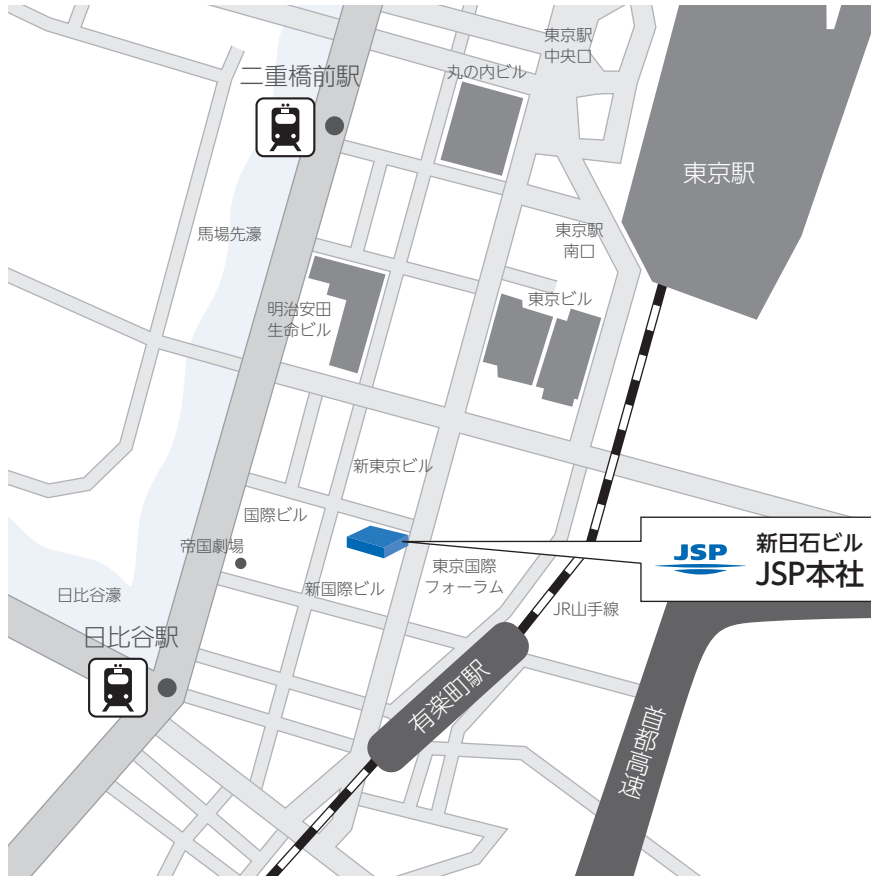 東京駅
中央口
二重橋前駅
丸の内ビル
東京駅
馬場先濠
東京駅
南口
明治安田
生命ビル
東京ビル
新東京ビル
国際ビル
帝国劇場
新国際ビル
東京国際
フォーラム
JSP
新日石ビル
JSP本社
日比谷濠
JR山手線
日比谷駅
有楽町駅
首都高速